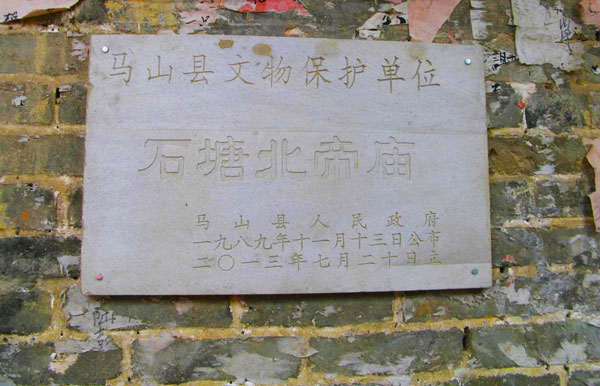 马山县文物保护单位
石塘北帝庙
马山县人民政府
一九八九年十一月十三日公布
二〇一三年七月二十日立